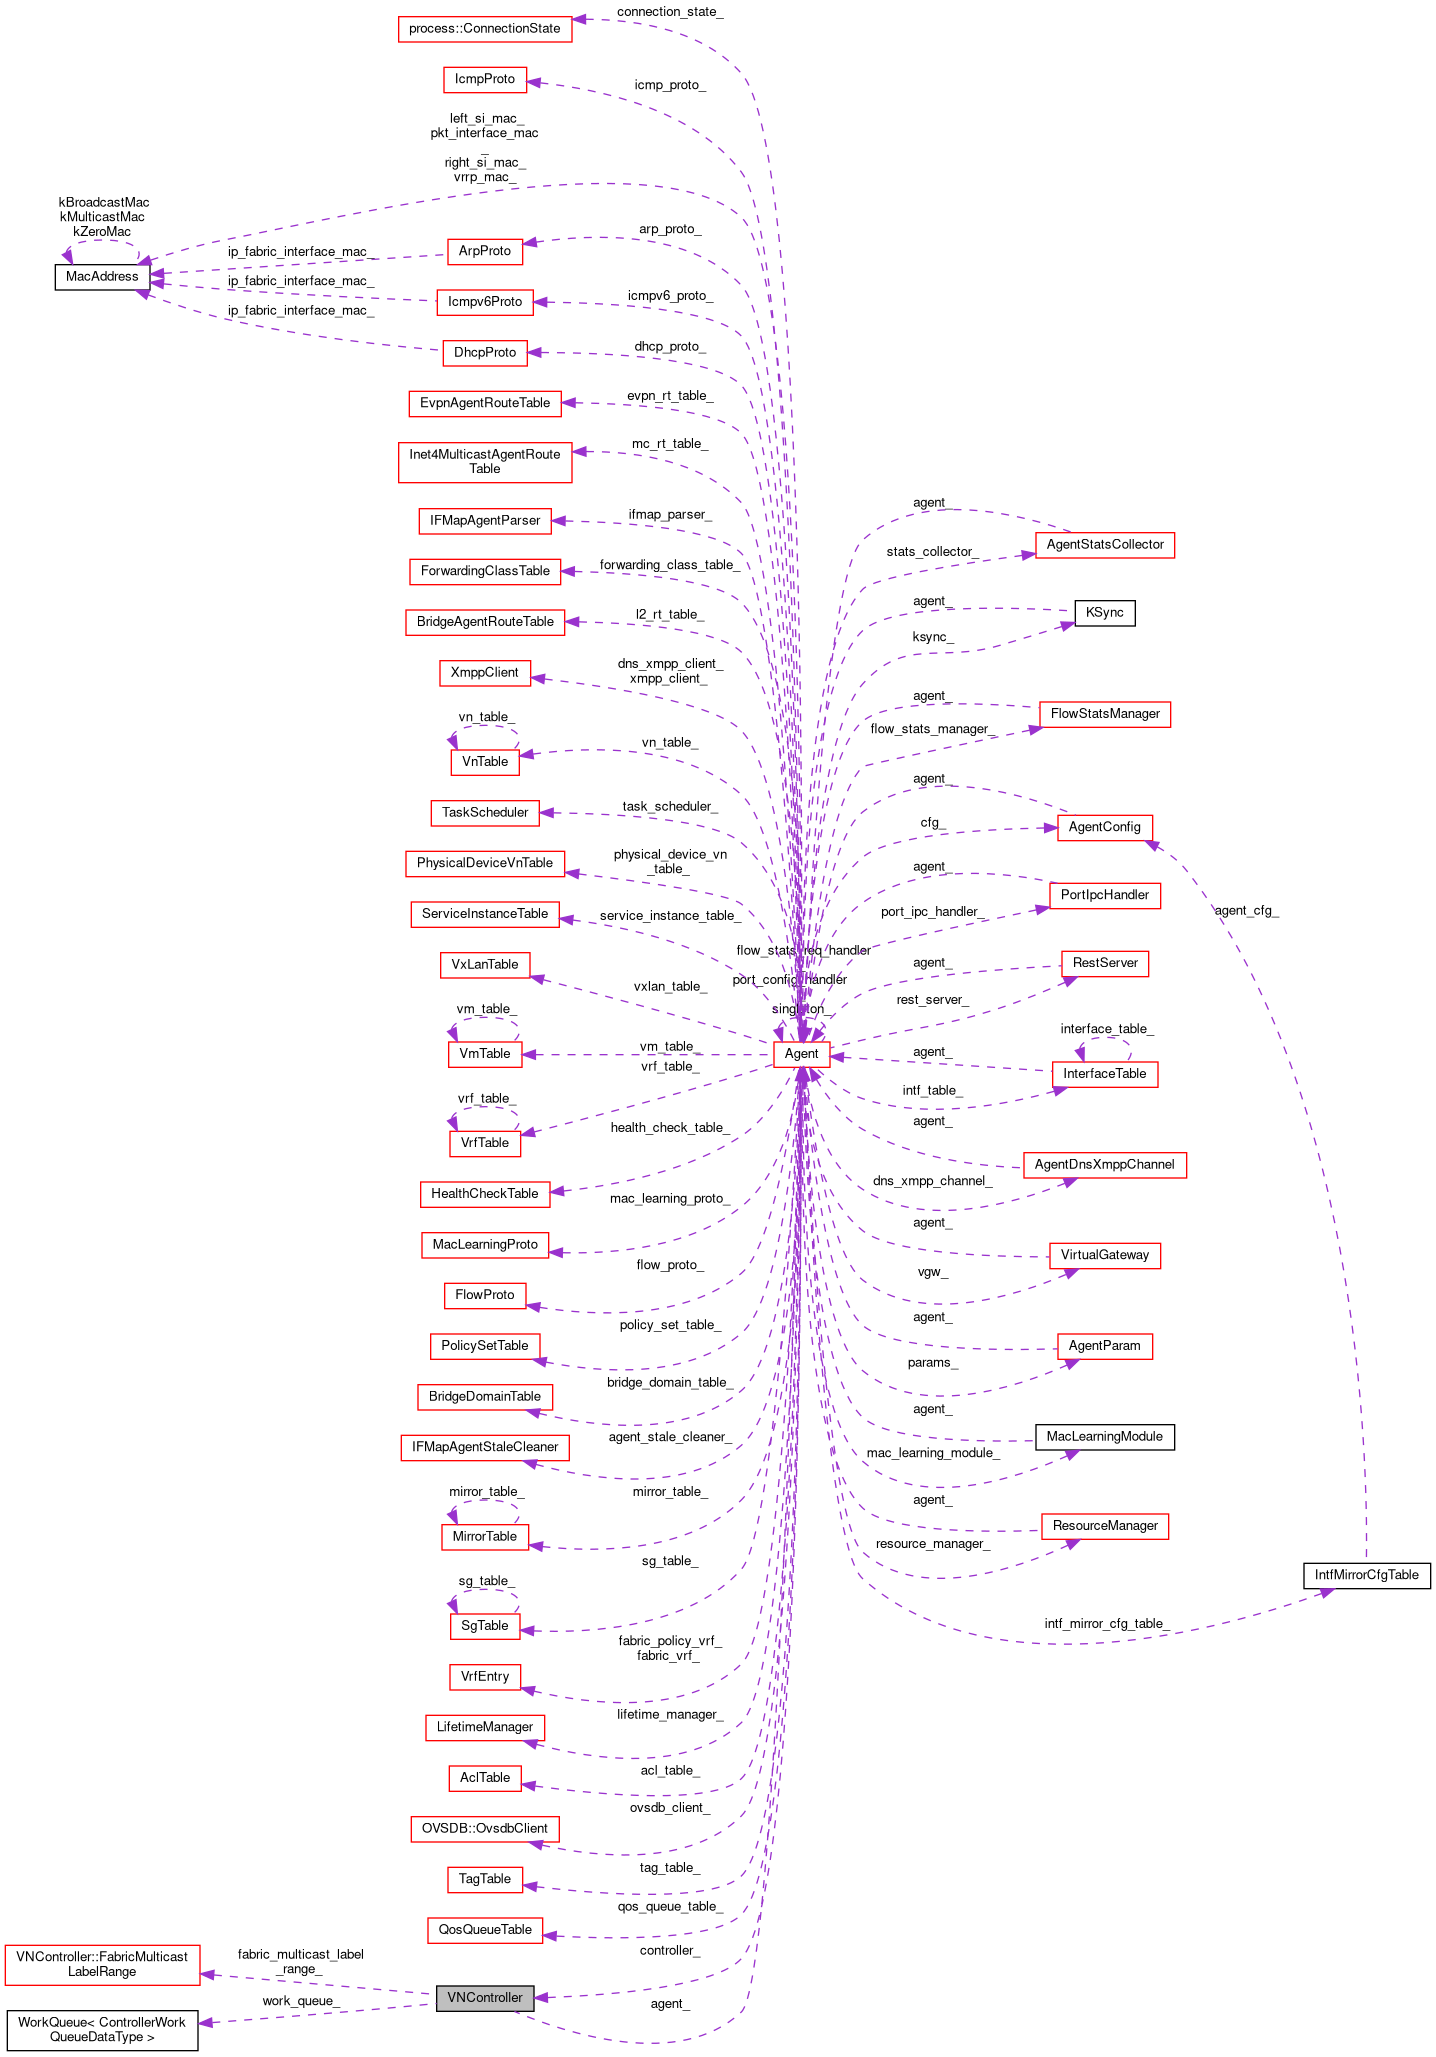 connection_state_
process::ConnectionState
icmp_proto_
IcmpProto
left_si_mac_
pkt_interface_mac
_
right_si_mac_
vrrp_mac_
kBroadcastMac
kMulticastMac
kZeroMac
MacAddress
ip_fabric_interface_mac_
ArpProto
arp_proto_
ip_fabric_interface_mac_
Icmpv6Proto
icmpv6_proto_
ip_fabric_interface_mac_
DhcpProto
dhcp_proto_
EvpnAgentRouteTable
evpn_rt_table_
Inet4MulticastAgentRoute
Table
mc_rt_table_
IFMapAgentParser
ifmap_parser_
ForwardingClassTable
forwarding_class_table_
BridgeAgentRouteTable
l2_rt_table_
XmppClient
dns_xmpp_client_
xmpp_client_
vn_table_
VnTable
vn_table_
TaskScheduler
task_scheduler_
PhysicalDeviceVnTable
physical_device_vn
_table_
ServiceInstanceTable
service_instance_table_
VxLanTable
vxlan_table_
vm_table_
VmTable
vm_table_
vrf_table_
vrf_table_
VrfTable
HealthCheckTable
health_check_table_
MacLearningProto
mac_learning_proto_
FlowProto
flow_proto_
PolicySetTable
policy_set_table_
BridgeDomainTable
bridge_domain_table_
IFMapAgentStaleCleaner
agent_stale_cleaner_
mirror_table_
MirrorTable
mirror_table_
sg_table_
SgTable
sg_table_
VrfEntry
fabric_policy_vrf_
fabric_vrf_
LifetimeManager
lifetime_manager_
AclTable
acl_table_
OVSDB::OvsdbClient
ovsdb_client_
TagTable
tag_table_
QosQueueTable
qos_queue_table_
VNController::FabricMulticast
LabelRange
fabric_multicast_label
_range_
VNController
controller_
WorkQueue< ControllerWork
QueueDataType >
work_queue_
agent_
flow_stats_req_handler
port_config_handler
singleton_
Agent
agent_
stats_collector_
AgentStatsCollector
agent_
ksync_
KSync
agent_
flow_stats_manager_
FlowStatsManager
agent_
cfg_
AgentConfig
agent_
port_ipc_handler_
PortIpcHandler
agent_cfg_
agent_
rest_server_
RestServer
interface_table_
agent_
InterfaceTable
intf_table_
agent_
AgentDnsXmppChannel
dns_xmpp_channel_
agent_
VirtualGateway
vgw_
agent_
AgentParam
params_
agent_
MacLearningModule
mac_learning_module_
agent_
ResourceManager
resource_manager_
IntfMirrorCfgTable
intf_mirror_cfg_table_